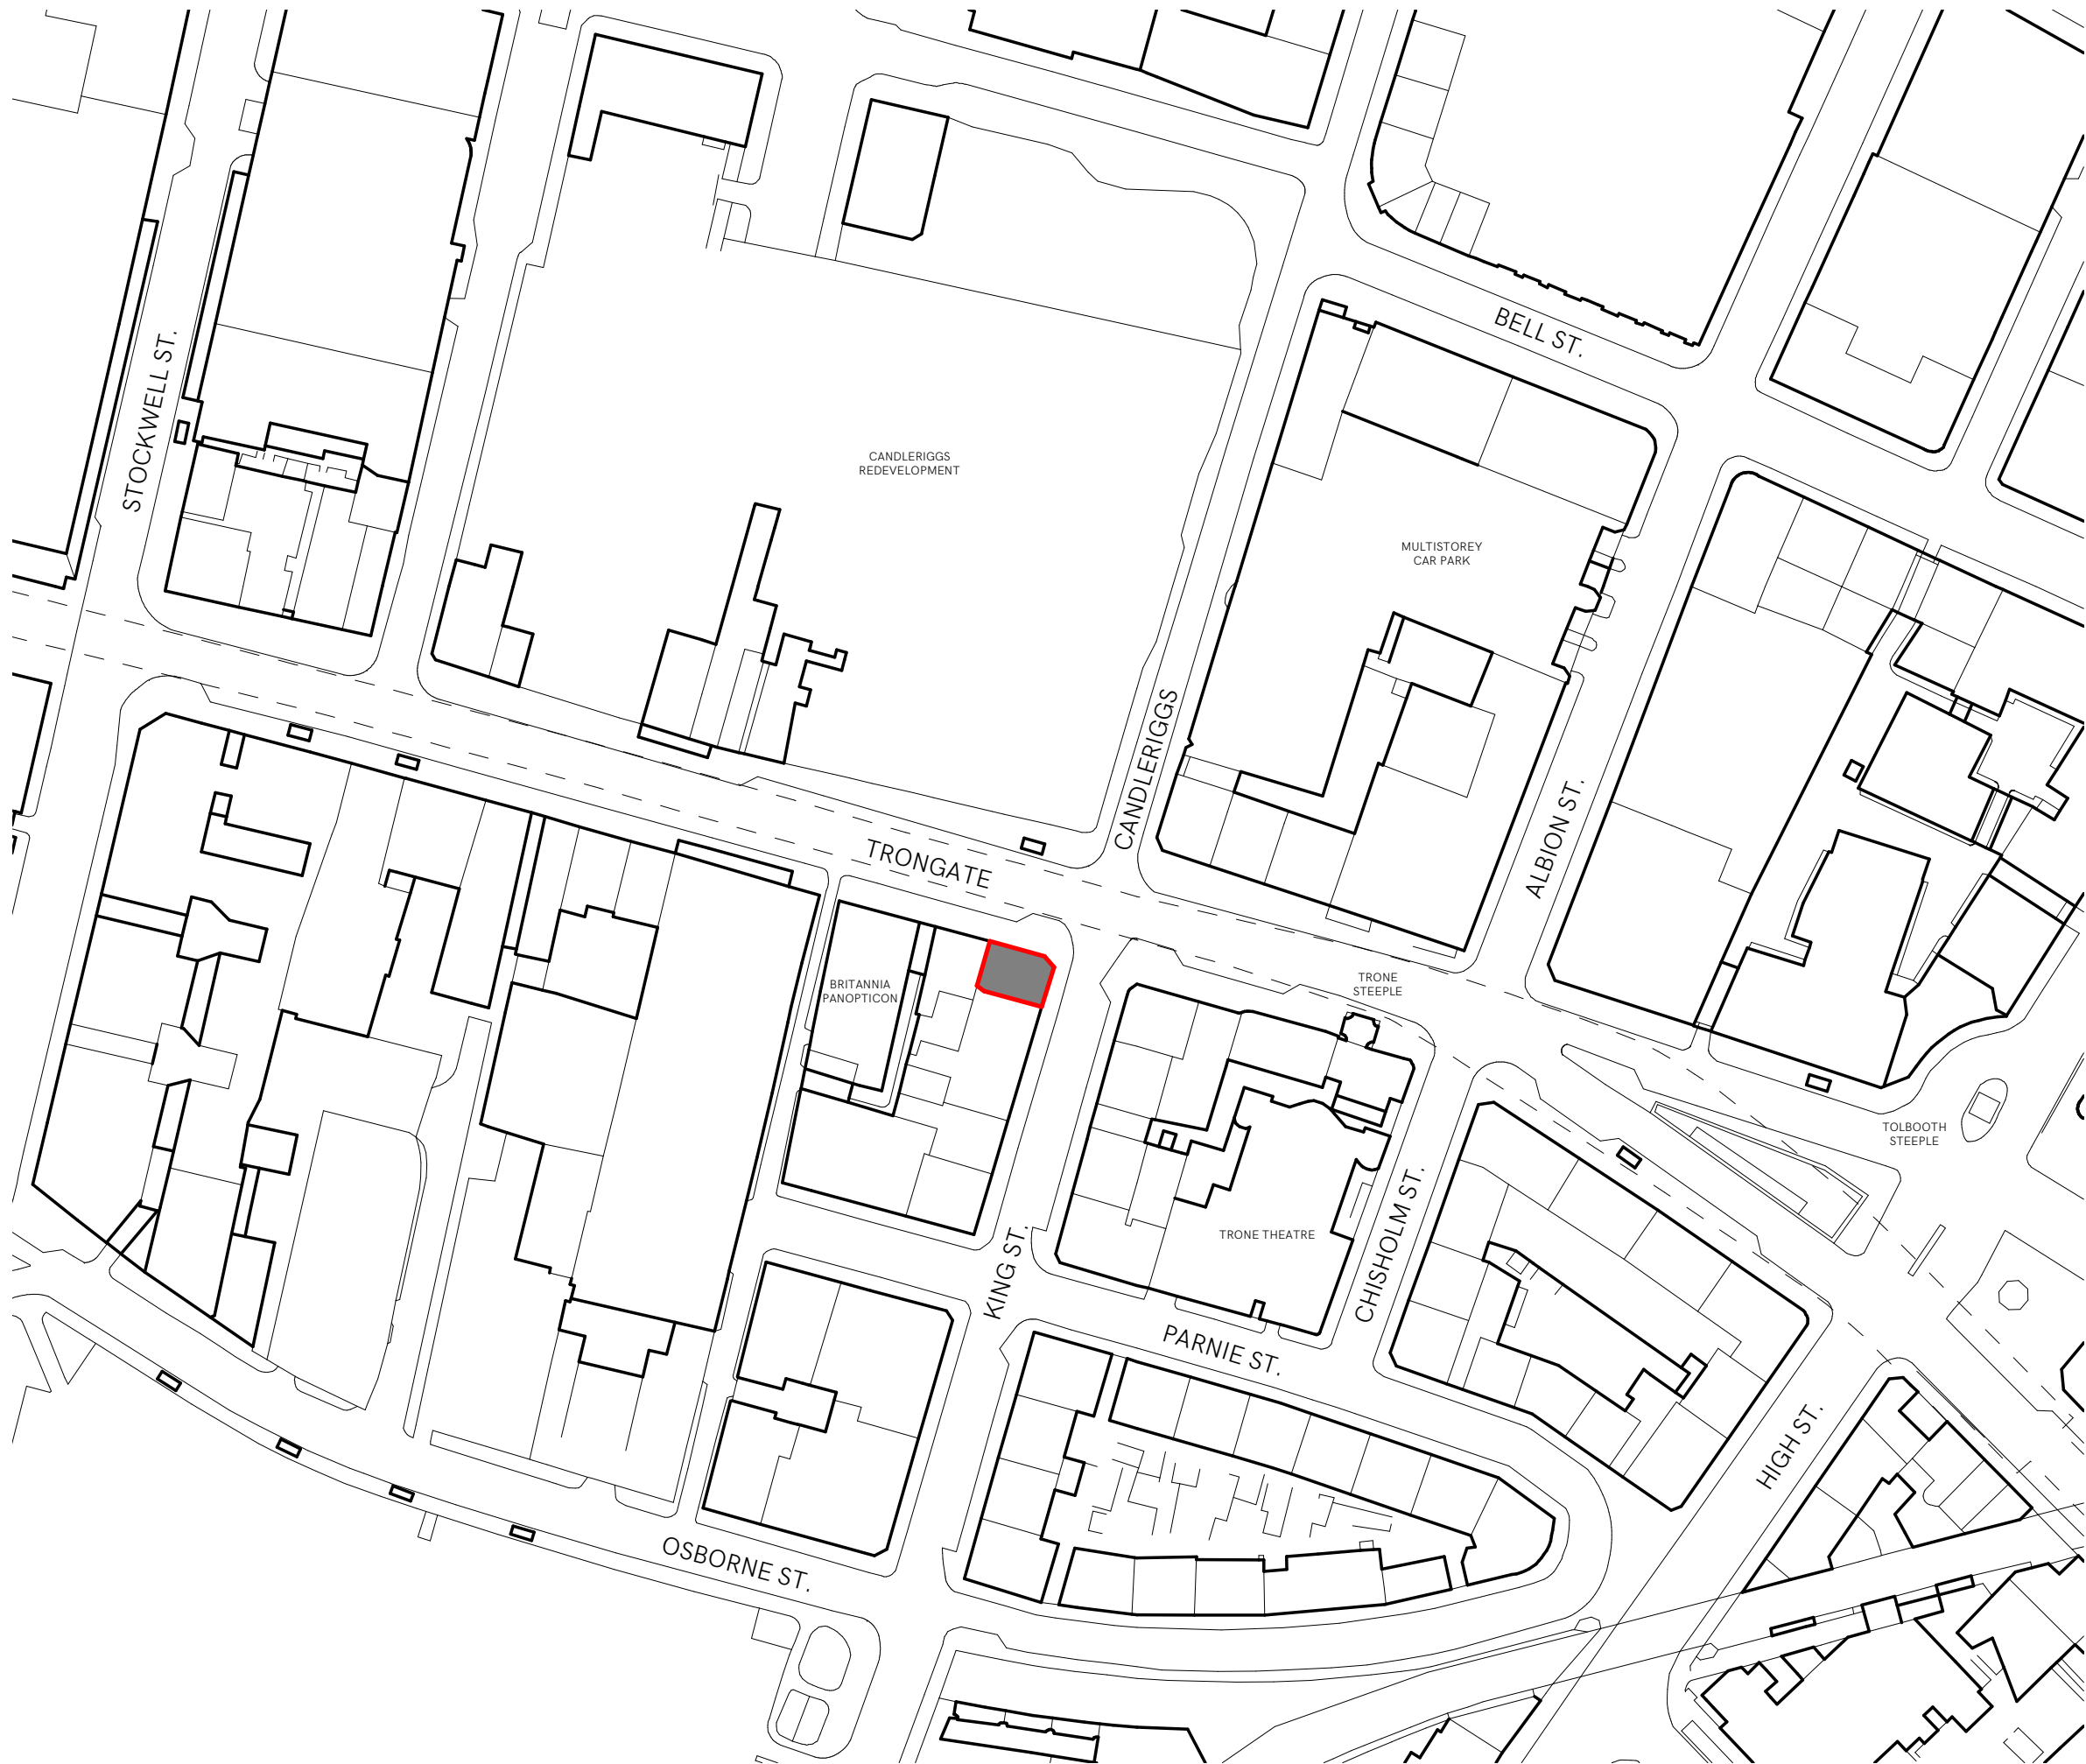 BELL ST.
STOCKWELL ST.
CANDLERIGGS
REDEVELOPMENT
MULTISTOREY
CAR PARK
CANDLERIGGS
TRONGATE
ALBION ST.
BRITANNIA
PANOPTICON
TRONE
STEEPLE
TOLBOOTH
STEEPLE
TRONE THEATRE
CHISHOLM ST.
KING ST.
PARNIE ST.
HIGH ST.
OSBORNE ST.